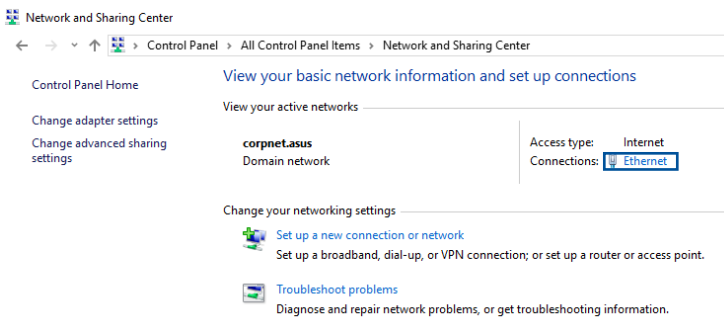 Network and Sharing Center
Control Panel > All Control Panel Items > Network and Sharing Center
Control Panel Home
Change adapter settings
Change advanced sharing
settings
View your basic network information and set up connections
View your active networks
corpnet.asus
Domain network
Access type: Internet
Connections: Ethernet
Change your networking settings
Set up a new connection or network
Set up a broadband, dial-up, or VPN connection; or set up a router or access point.
Troubleshoot problems
Diagnose and repair network problems, or get troubleshooting information.